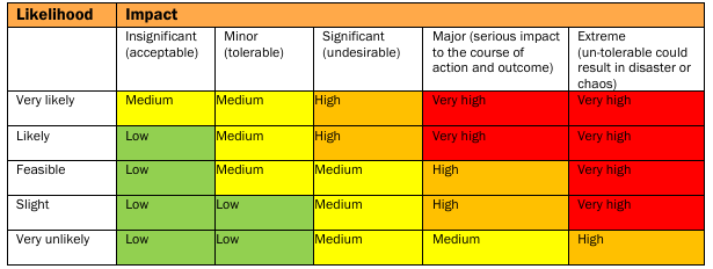 Likelihood Impact
Insignificant Minor Significant Major (serious impact Extreme
(acceptable) (tolerable) (undesirable) to the course of (un-tolerable could
action and outcome) result in disaster or
chaos)
Very likely Medium Medium High Very high Very high
Likely Low Medium High Very high Very high
Feasible Low Medium Medium High Very high
Slight Low Low Medium High Very high
Very unlikely Low Low Medium Medium High